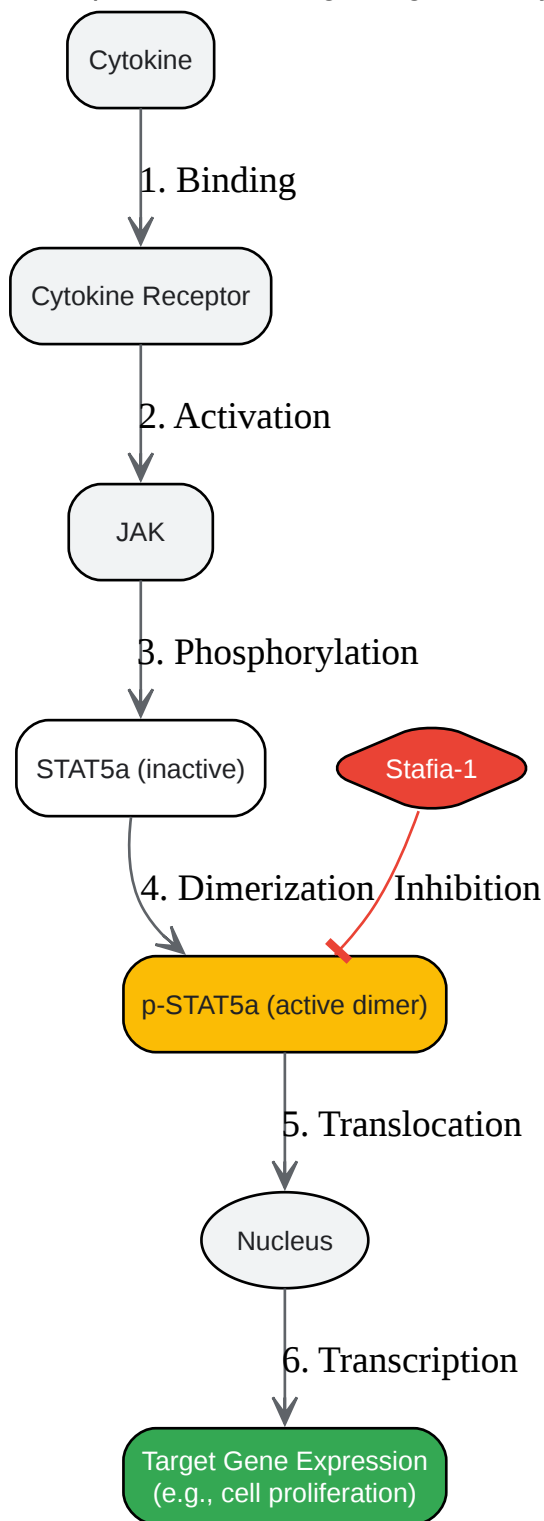 Cytokine
1. Binding
Cytokine Receptor
2. Activation
JAK
3. Phosphorylation
STAT5a (inactive)
Stafia-1
4. Dimerization
Inhibition
p-STAT5a (active dimer)
5. Translocation
Nucleus
6. Transcription
Target Gene Expression
(e.g., cell proliferation)